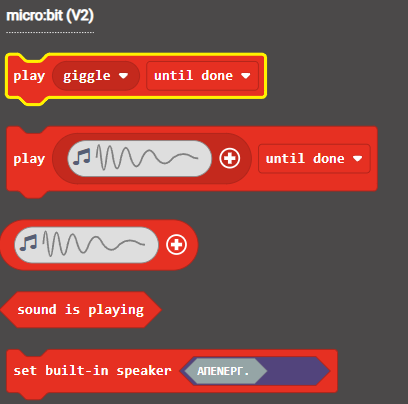 micro:bit (V2)
play giggle until done
play until done
sound is playing
set built-in speaker ΑΠΕΝΕΡΓ.